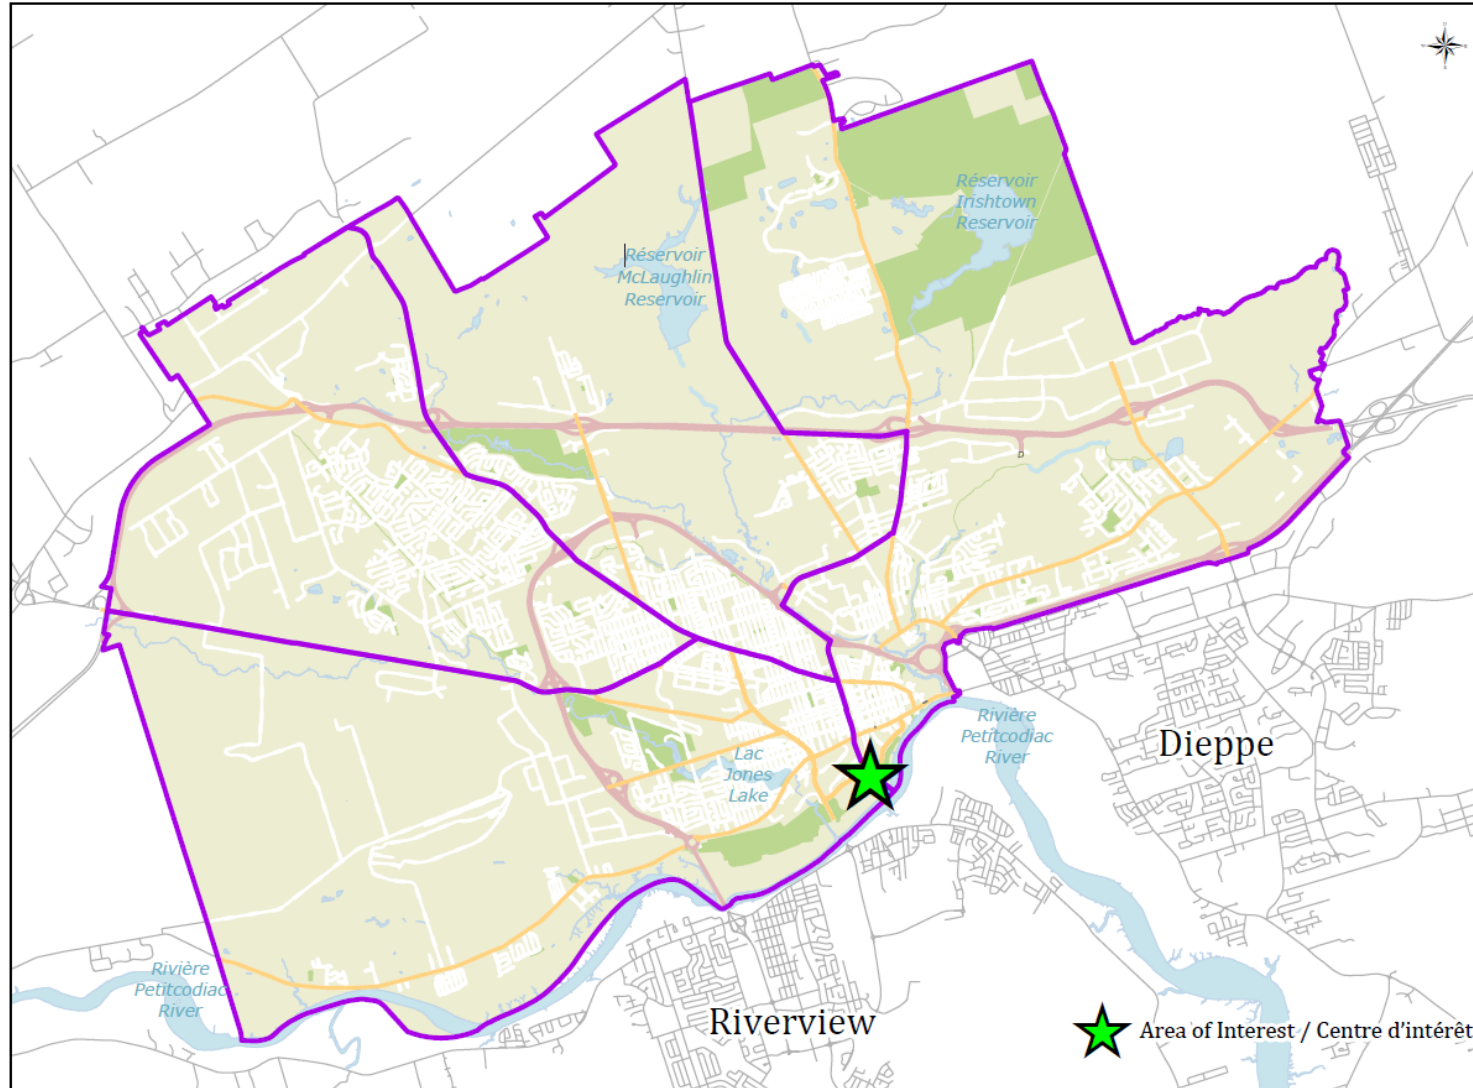 Réservoir
Irishtown
Reservoir
Réservoir
McLaughlin
Reservoir
Rivière
Petitcodiac
River
Dieppe
Lac
Jones
Lake
Rivière
Petitcodiac
River
Riverview
Area of Interest / Centre d'intérêt